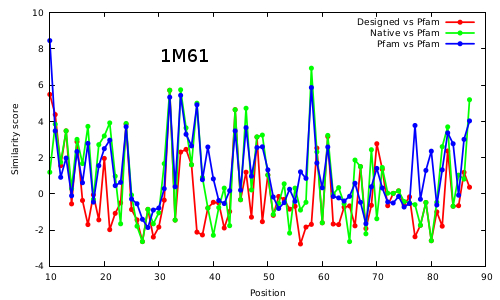 Designed vs Pfam
Native vs Pfam
Pfam vs Pfam
1M61
10
8
6
4
2
0
-2
-4
Similarity score
10 20 30 40 50 60 70 80 90
Position